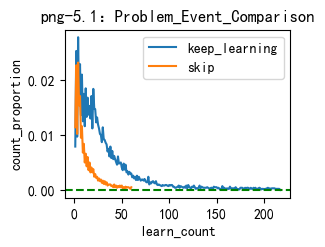 png-5.1：Problem_Event_Comparison
keep_learning
skip
count_proportion
0.02
0.01
0.00
0 50 100 150 200
learn_count